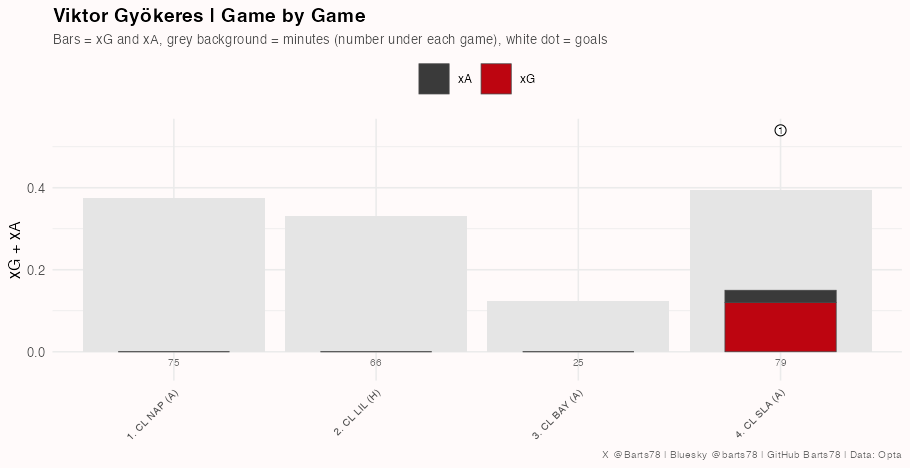 Viktor Gyökeres | Game by Game
Bars = xG and xA, grey background = minutes (number under each game), white dot = goals
xA xG
1
xG + xA
0.4
0.2
0.0
75 66 25 79
1. CL NAP (A) 2. CL LIL (H) 3. CL BAY (A) 4. CL SLA (A)
X @Barts78 | Bluesky @barts78 | GitHub Barts78 | Data: Opta